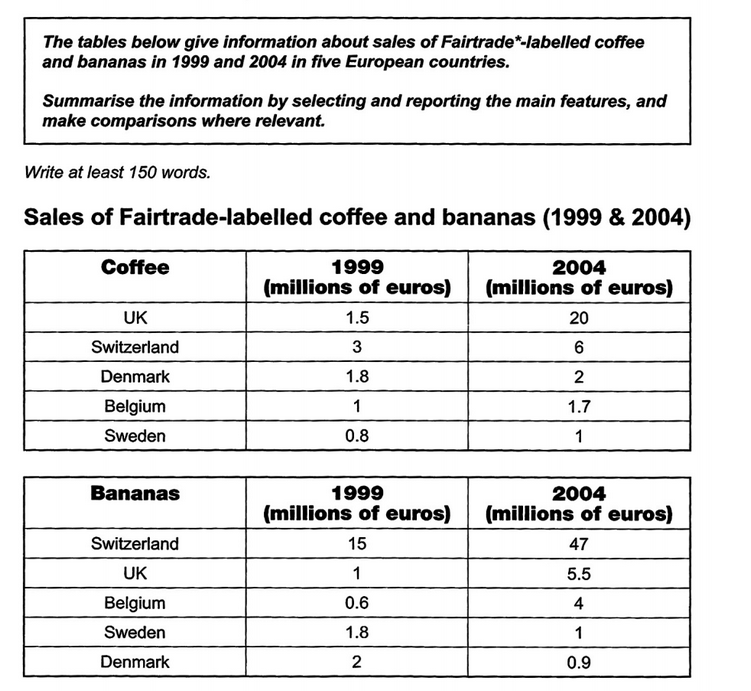 The tables below give information about sales of Fairtrade*-labelled coffee
and bananas in 1999 and 2004 in five European countries.
Summarise the information by selecting and reporting the main features, and
make comparisons where relevant.
Write at least 150 words.
Sales of Fairtrade-labelled coffee and bananas (1999 & 2004)
Coffee 1999 2004
(millions of euros) (millions of euros)
UK 1.5 20
Switzerland 3 6
Denmark 1.8 2
Belgium 1 1.7
Sweden 0.8 1
Bananas 1999 2004
(millions of euros) (millions of euros)
Switzerland 15 47
UK 1 5.5
Belgium 0.6 4
Sweden 1.8 1
Denmark 2 0.9